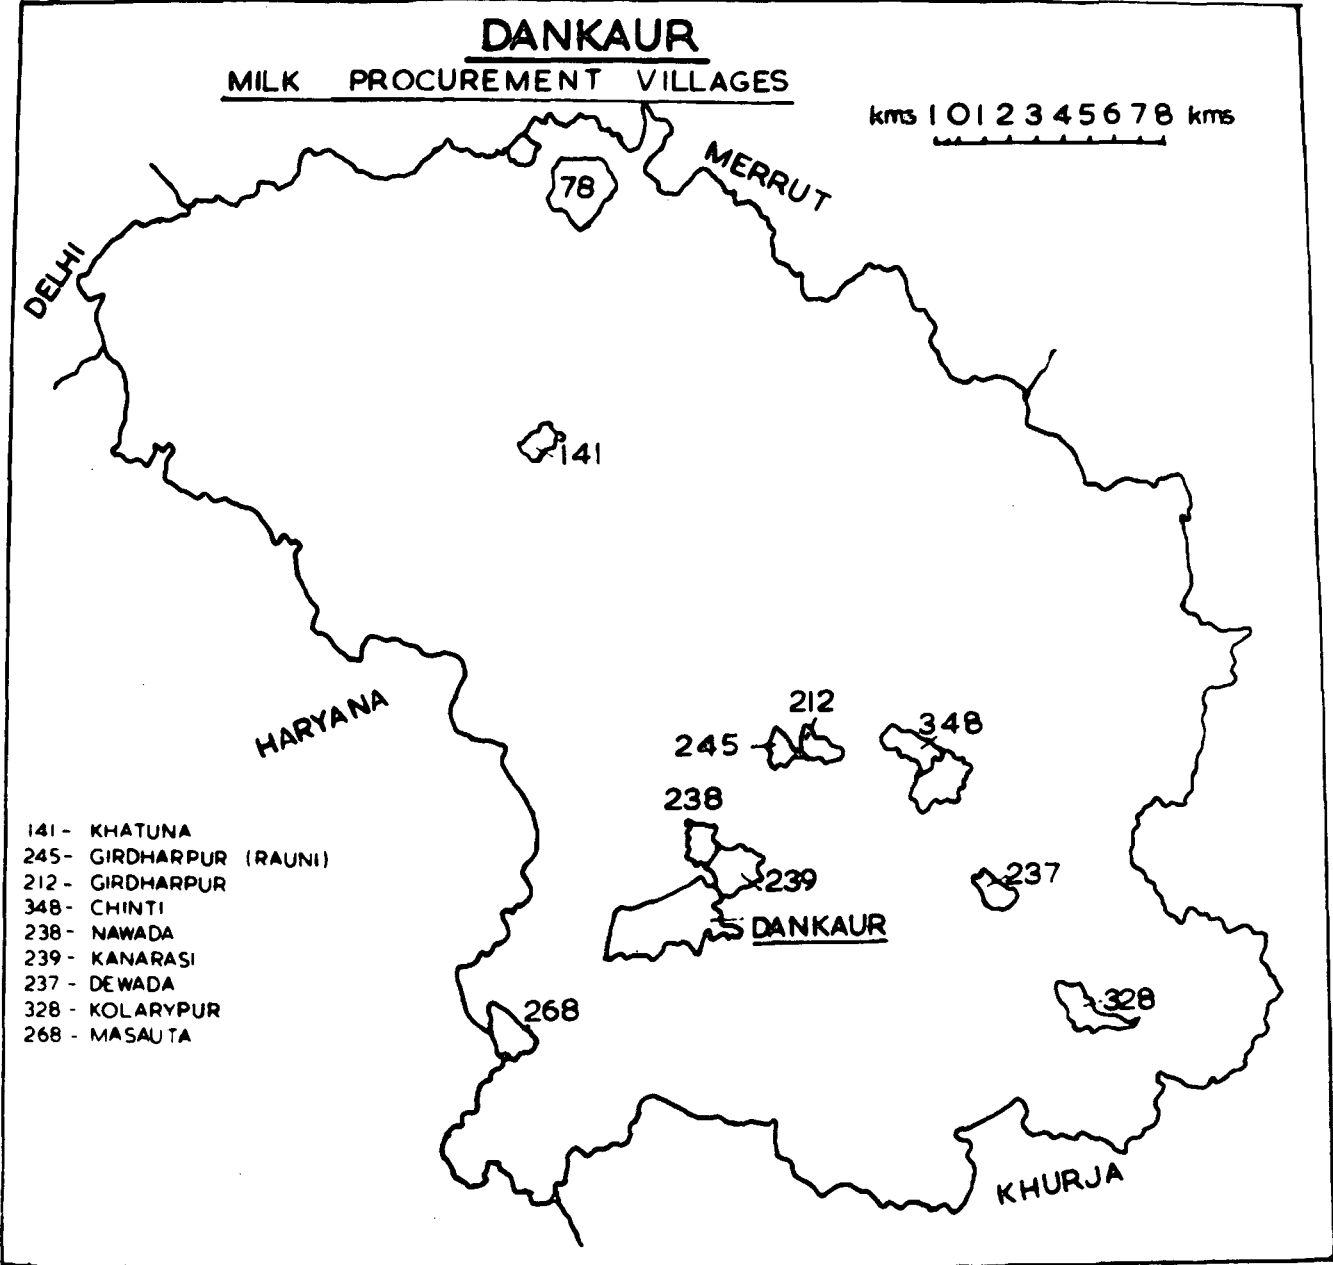 DANKAUR
MILK PROCUREMENT VILLAGES
kms 1 0 1 2 3 4 5 6 7 8 kms
MERRUT
78
DELHI
141
HARYANA
212
245
348
238
239
237
DANKAUR
268
328
KHURJA
141 - KHATUNA
245 - GIRDHARPUR (RAUNI)
212 - GIRDHARPUR
348 - CHINTI
238 - NAWADA
239 - KANARASI
237 - DEWADA
328 - KOLARYPUR
268 - MASAUTA